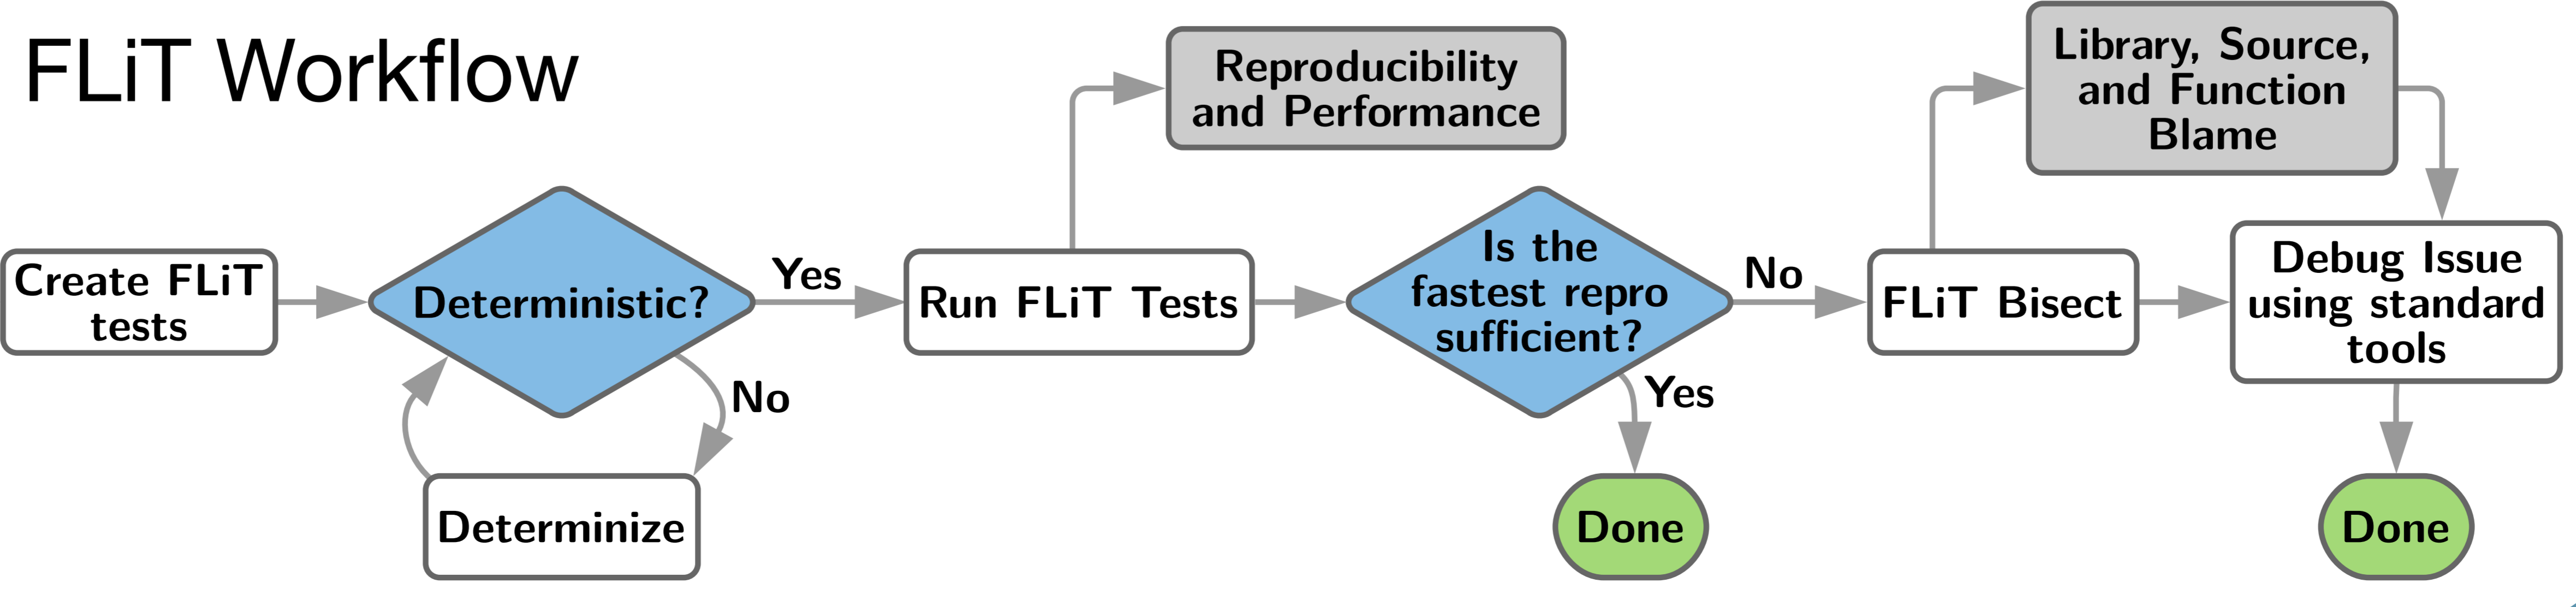 FLiT Workflow
Create FLiT
tests
Deterministic?
Yes
No
Determinize
Run FLiT Tests
Reproducibility
and Performance
Is the
fastest repro
sufficient?
Yes
Done
No
FLiT Bisect
Library, Source,
and Function
Blame
Debug Issue
using standard
tools
Done